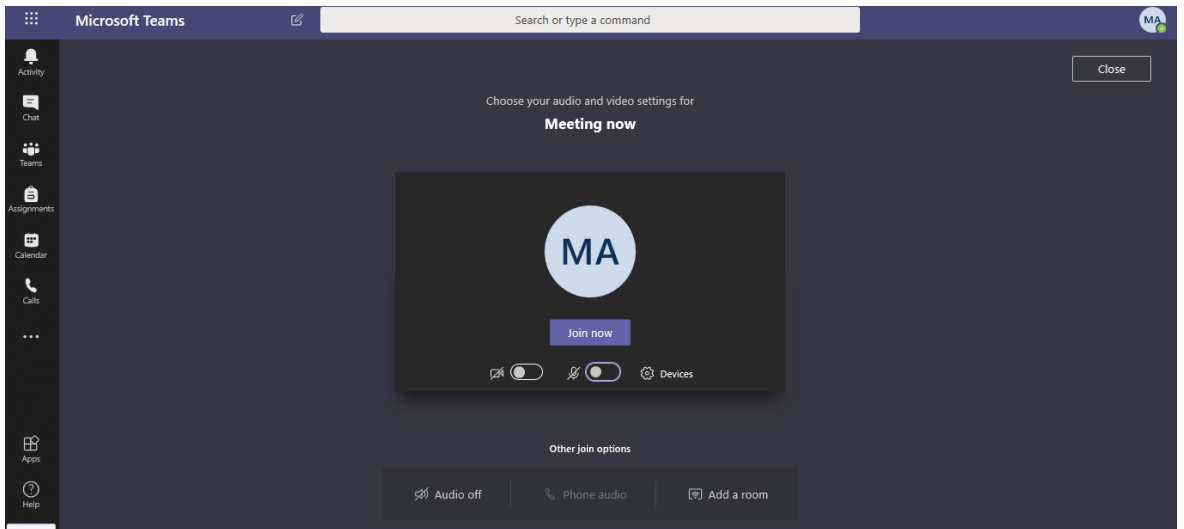 Microsoft Teams
Search or type a command
MA
Activity
Chat
Teams
Assignments
Calendar
Calls
Apps
Help
Close
Choose your audio and video settings for
Meeting now
MA
Join now
Devices
Other join options
Audio off
Phone audio
Add a room